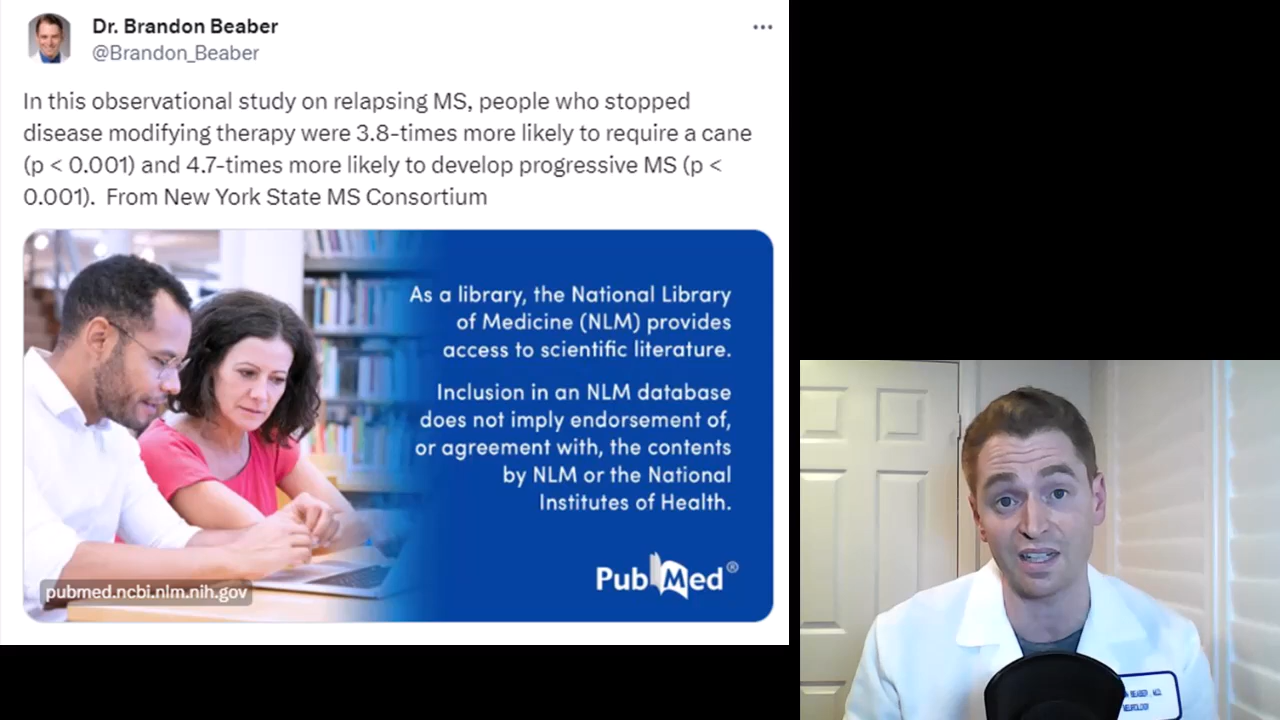 Dr. Brandon Beaber
@Brandon_Beaber
In this observational study on relapsing MS, people who stopped
disease modifying therapy were 3.8-times more likely to require a cane
(p < 0.001) and 4.7-times more likely to develop progressive MS (p <
0.001). From New York State MS Consortium
As a library, the National Library
of Medicine (NLM) provides
access to scientific literature.
Inclusion in an NLM database
does not imply endorsement of,
or agreement with, the contents
by NLM or the National
Institutes of Health.
PubMed®
pubmed.ncbi.nlm.nih.gov
BEABER, M.D.
NEUROLOGY